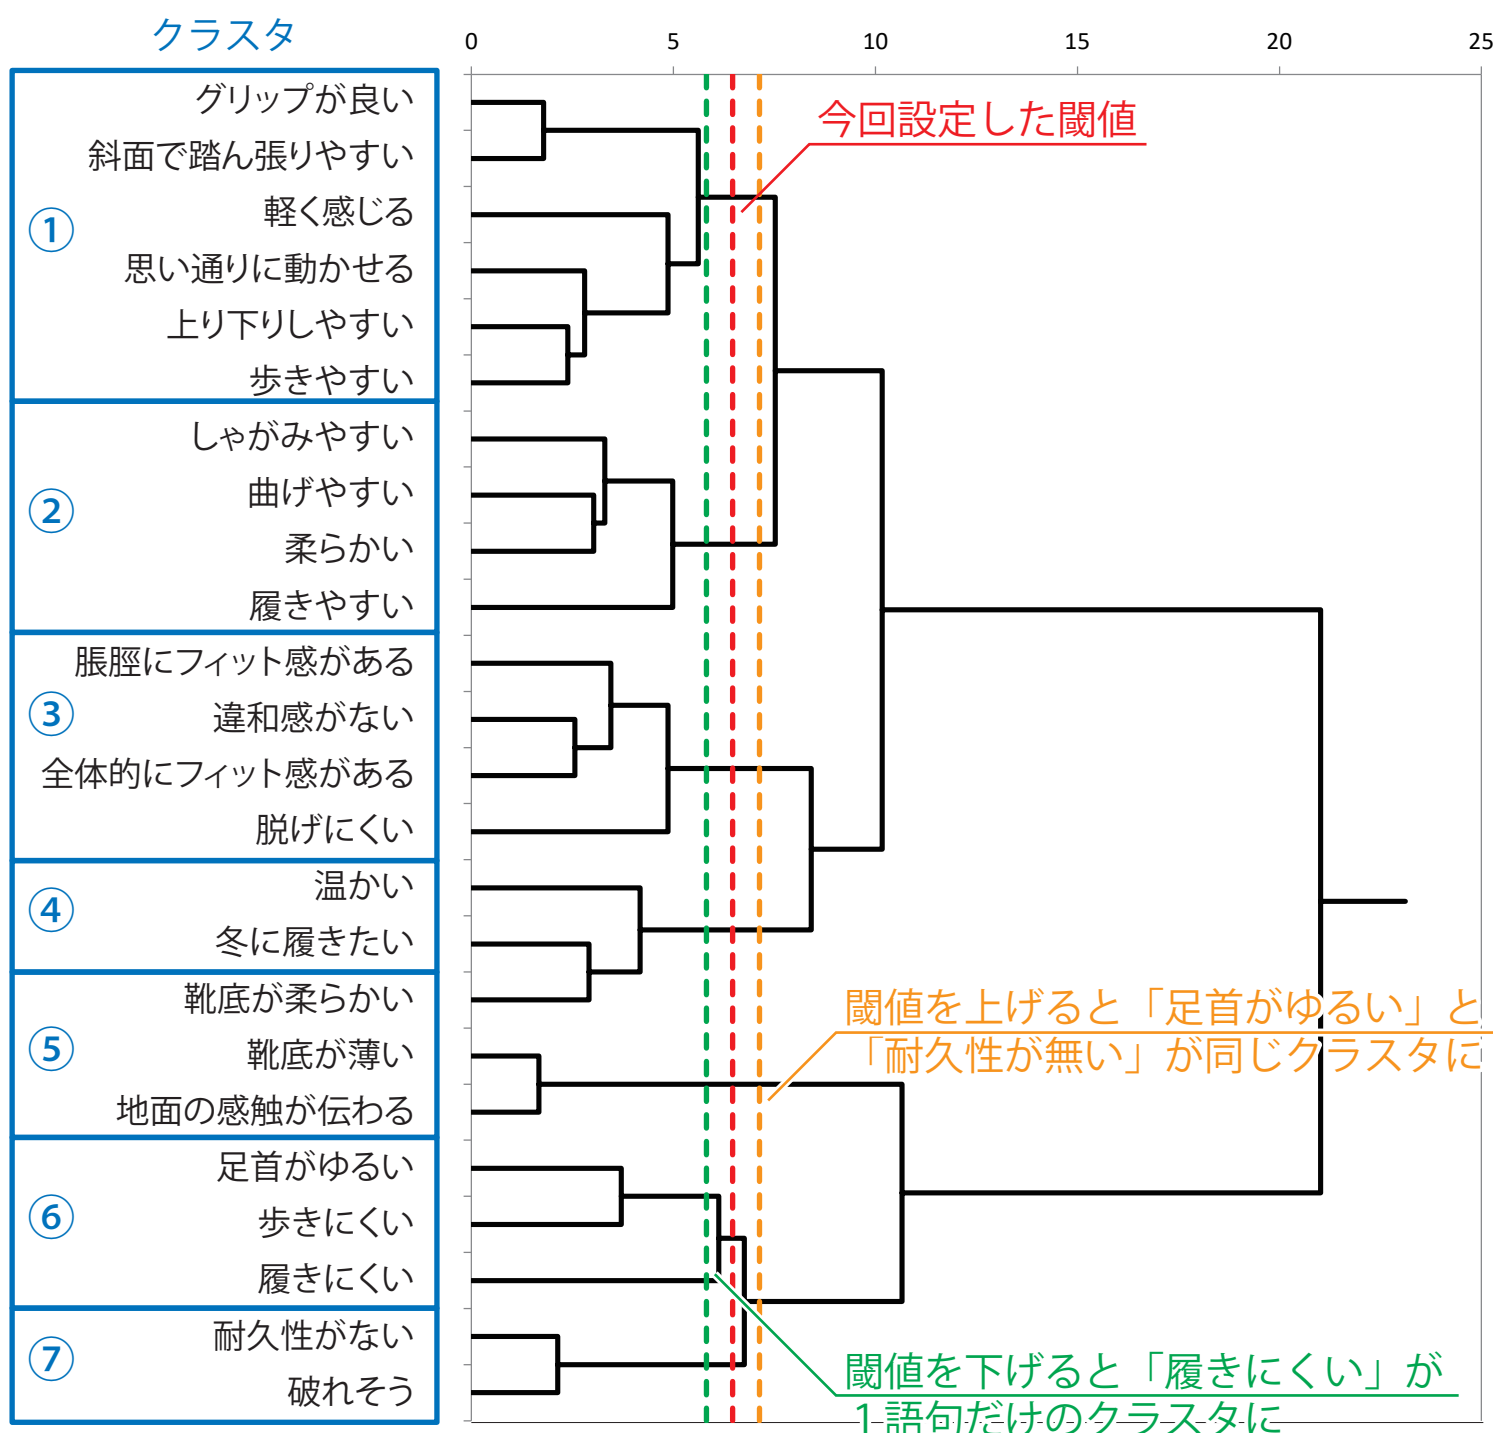 クラスタ
0 5 10 15 20 25
グリップが良い
斜面で踏ん張りやすい
軽く感じる
思い通りに動かせる
上り下りしやすい
歩きやすい
①
しゃがみやすい
曲げやすい
柔らかい
履きやすい
②
脹脛にフィット感がある
違和感がない
全体的にフィット感がある
脱げにくい
③
温かい
冬に履きたい
④
靴底が柔らかい
靴底が薄い
地面の感触が伝わる
⑤
足首がゆるい
歩きにくい
履きにくい
⑥
耐久性がない
破れそう
⑦
今回設定した閾値
閾値を上げると「足首がゆるい」と
「耐久性が無い」が同じクラスタに
閾値を下げると「履きにくい」が
１語句だけのクラスタに